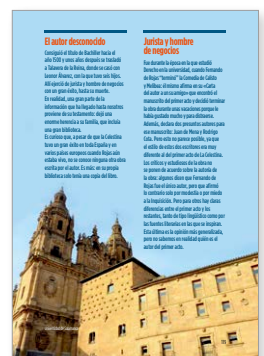 El autor desconocido
Consiguió el título de Bachiller hacia el
año 1500 y unos años después se trasladó
a Talavera de la Reina, donde se casó con
Leonor Álvarez, con la que tuvo seis hijos.
Allí ejerció de jurista y hombre de negocios
con un gran éxito, hasta su muerte.
En realidad, una gran parte de la
información que ha llegado hasta nosotros
proviene de su testamento: dejó una
enorme herencia a su familia, que incluía
una gran biblioteca.
Es curioso que, a pesar de que la Celestina
tuvo un gran éxito en toda España y en
varios países europeos cuando Rojas aún
estaba vivo, no se conoce ninguna otra obra
escrita por él. Es más: en su propia
biblioteca solo tenía una copia del libro.
Jurista y hombre
de negocios
Fue durante la época en la que estudió
Derecho en la universidad, cuando Fernando
de Rojas “terminó” la Comedia de Calisto
y Melibea: él mismo afirma en su «Carta
del autor a un su amigo» que encontró el
manuscrito del primer acto y decidió terminar
la obra durante unas vacaciones porque le
había gustado mucho y para distraerse.
Además, declara dos presuntos autores para
ese manuscrito: Juan de Mena y Rodrigo
Cota. Pero esto no parece posible, ya que
el estilo de estos dos escritores era muy
diferente al del primer acto de La Celestina.
Los críticos y estudiosos de la obra no
se ponen de acuerdo sobre la autoría de
la obra: algunos dicen que Fernando de
Rojas fue el único autor, pero que afirmó
lo contrario solo por modestia o por miedo
a la Inquisición. Pero para otros hay claras
diferencias entre el primer acto y los
restantes, tanto de tipo lingüístico como por
las fuentes literarias en las que se inspiran.
Esta última es la opinión más generalizada,
pero no sabemos en realidad quién es el
autor del primer acto.